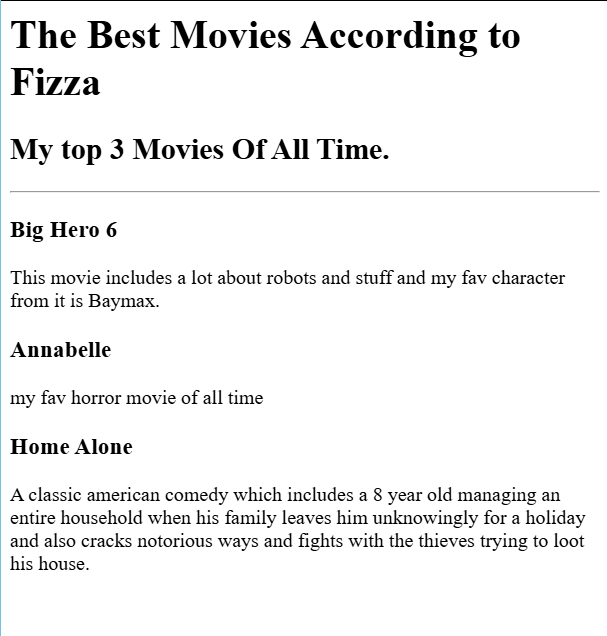 The Best Movies According to
Fizza
My top 3 Movies Of All Time.
Big Hero 6
This movie includes a lot about robots and stuff and my fav character
from it is Baymax.
Annabelle
my fav horror movie of all time
Home Alone
A classic american comedy which includes a 8 year old managing an
entire household when his family leaves him unknowingly for a holiday
and also cracks notorious ways and fights with the thieves trying to loot
his house.